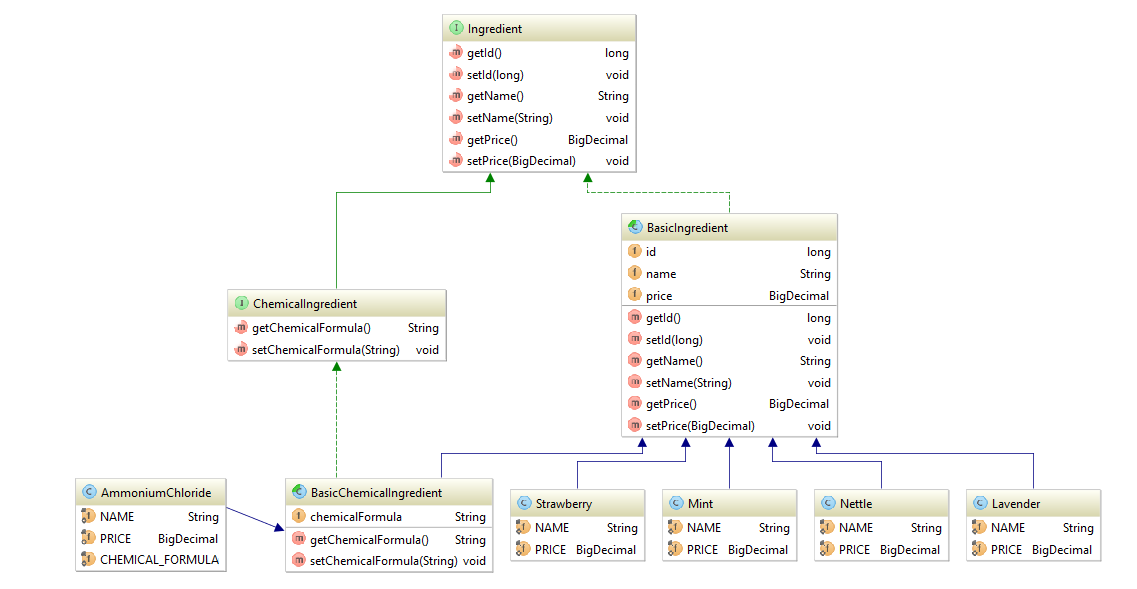 Ingredient
getId() long
setId(long) void
getName() String
setName(String) void
getPrice() BigDecimal
setPrice(BigDecimal) void
BasicIngredient
id long
name String
price BigDecimal
getId() long
setId(long) void
getName() String
setName(String) void
getPrice() BigDecimal
setPrice(BigDecimal) void
ChemicalIngredient
getChemicalFormula() String
setChemicalFormula(String) void
AmmoniumChloride
NAME String
PRICE BigDecimal
CHEMICAL_FORMULA
BasicChemicalIngredient
chemicalFormula String
getChemicalFormula() String
setChemicalFormula(String) void
Strawberry
NAME String
PRICE BigDecimal
Mint
NAME String
PRICE BigDecimal
Nettle
NAME String
PRICE BigDecimal
Lavender
NAME String
PRICE BigDecimal